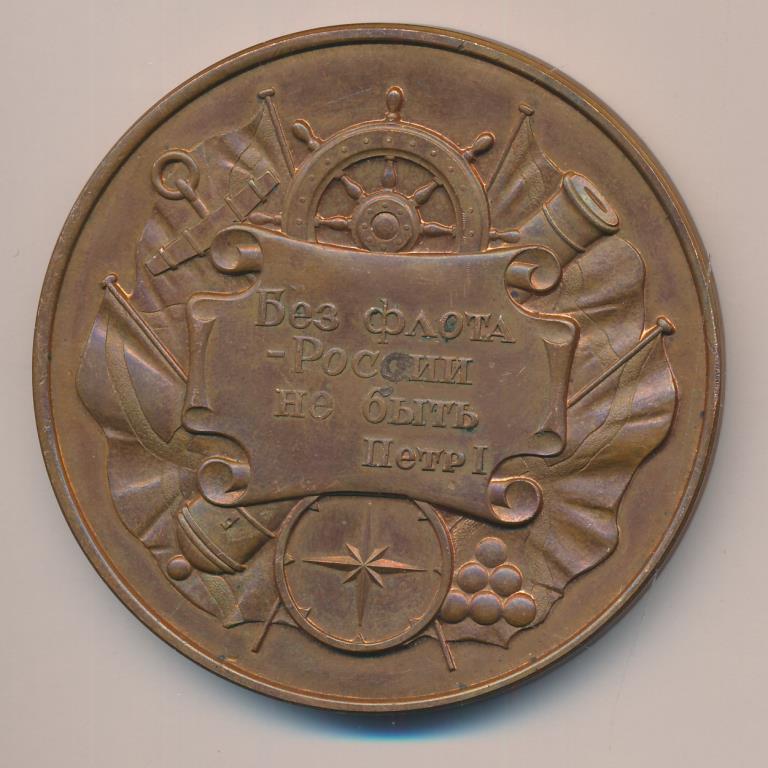 Без флота
-России
не быть
Петр I